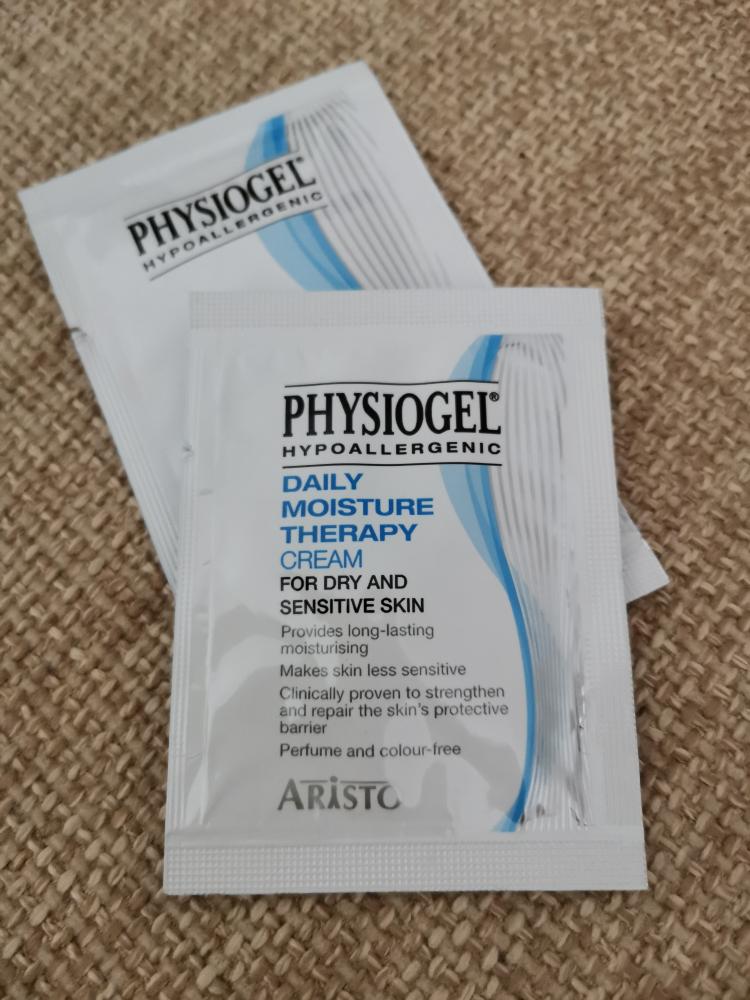 PHYSIOGEL
HYPOALLERGENIC
PHYSIOGEL®
HYPOALLERGENIC
DAILY
MOISTURE
THERAPY
CREAM
FOR DRY AND
SENSITIVE SKIN
Provides long-lasting
moisturising
Makes skin less sensitive
Clinically proven to strengthen
and repair the skin's protective
barrier
Perfume and colour-free
ARISTO